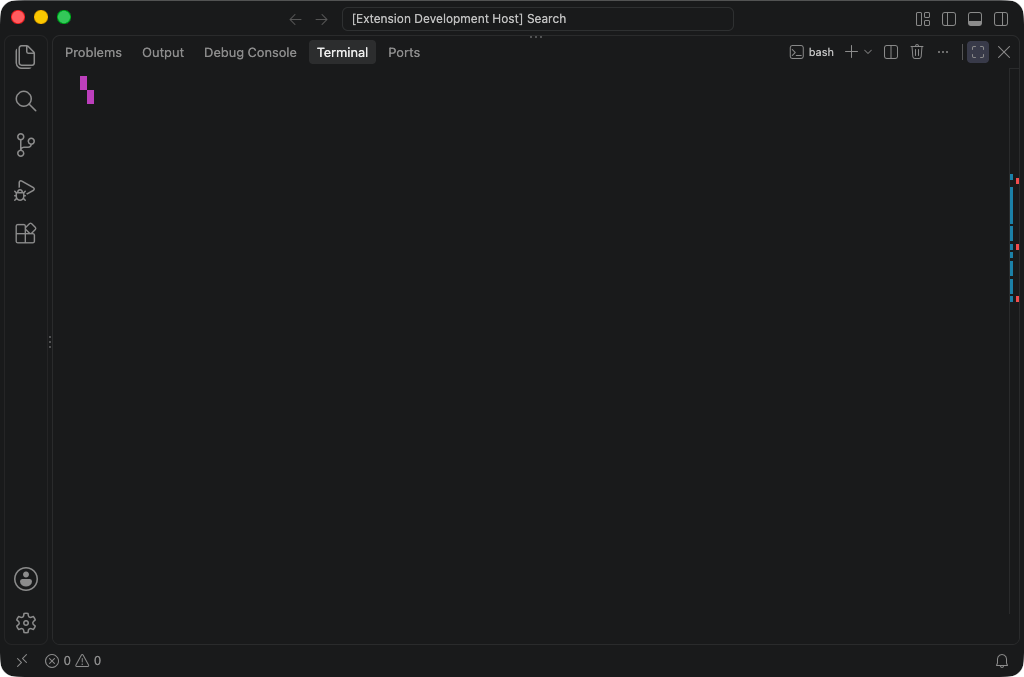 [Extension Development Host] Search
Problems Output Debug Console Terminal Ports bash
0 0